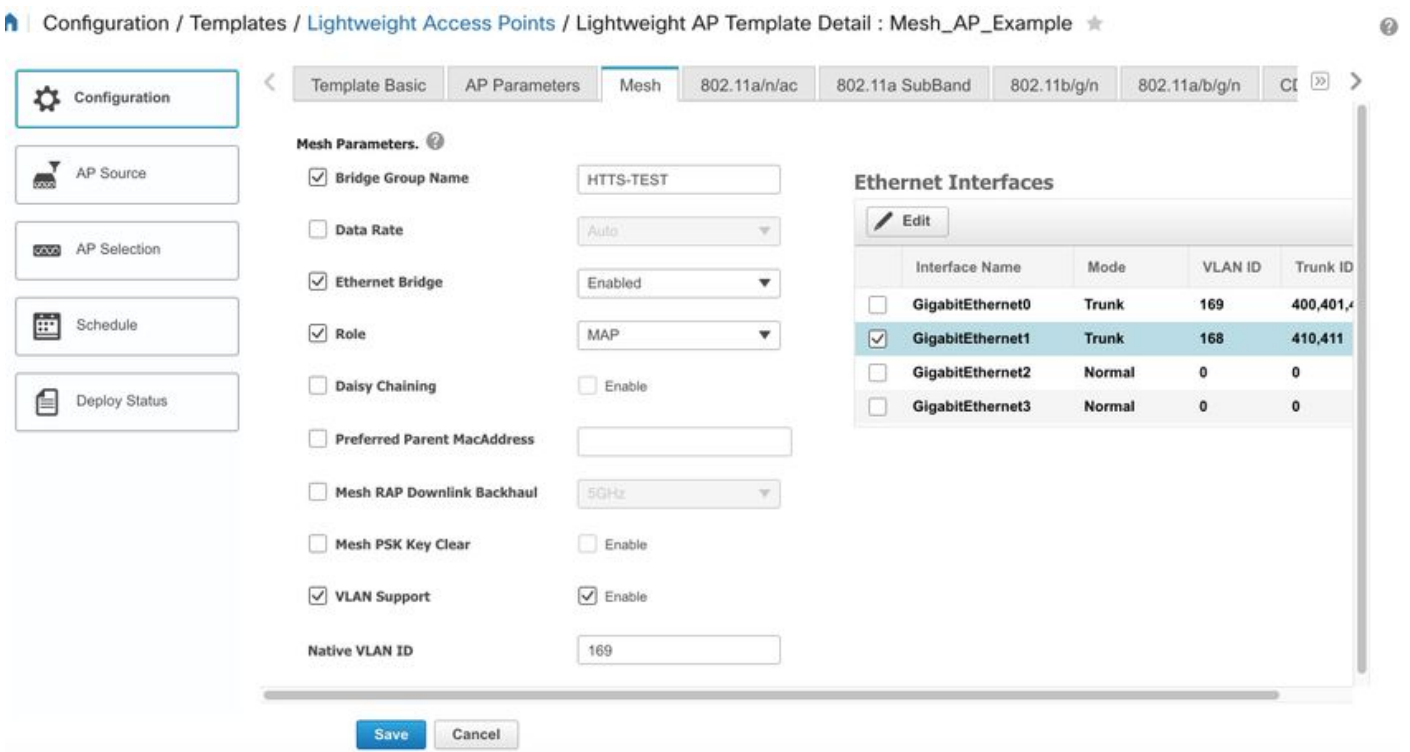 Configuration / Templates / Lightweight Access Points / Lightweight AP Template Detail : Mesh_AP_Example
Configuration
AP Source
AP Selection
Schedule
Deploy Status
Template Basic AP Parameters Mesh 802.11a/n/ac 802.11a SubBand 802.11b/g/n 802.11a/b/g/n
Mesh Parameters.
Bridge Group Name HTTS-TEST
Data Rate Auto
Ethernet Bridge Enabled
Role MAP
Daisy Chaining Enable
Preferred Parent MacAddress
Mesh RAP Downlink Backhaul 5GHz
Mesh PSK Key Clear Enable
VLAN Support Enable
Native VLAN ID 169
Ethernet Interfaces
Edit
Interface Name Mode VLAN ID Trunk ID
GigabitEthernet0 Trunk 169 400,401,
GigabitEthernet1 Trunk 168 410,411
GigabitEthernet2 Normal 0 0
GigabitEthernet3 Normal 0 0
Save Cancel